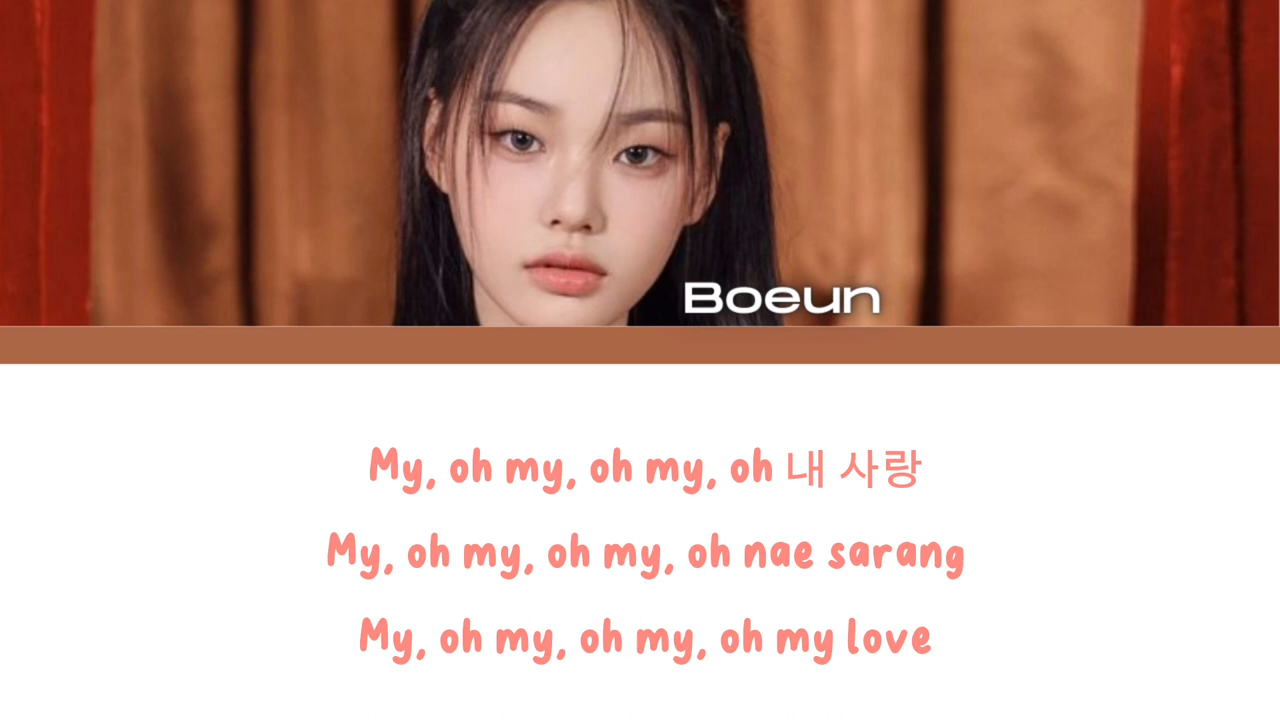 Boeun
My, oh my, oh my, oh 내 사랑
My, oh my, oh my, oh nae sarang
My, oh my, oh my, oh my love